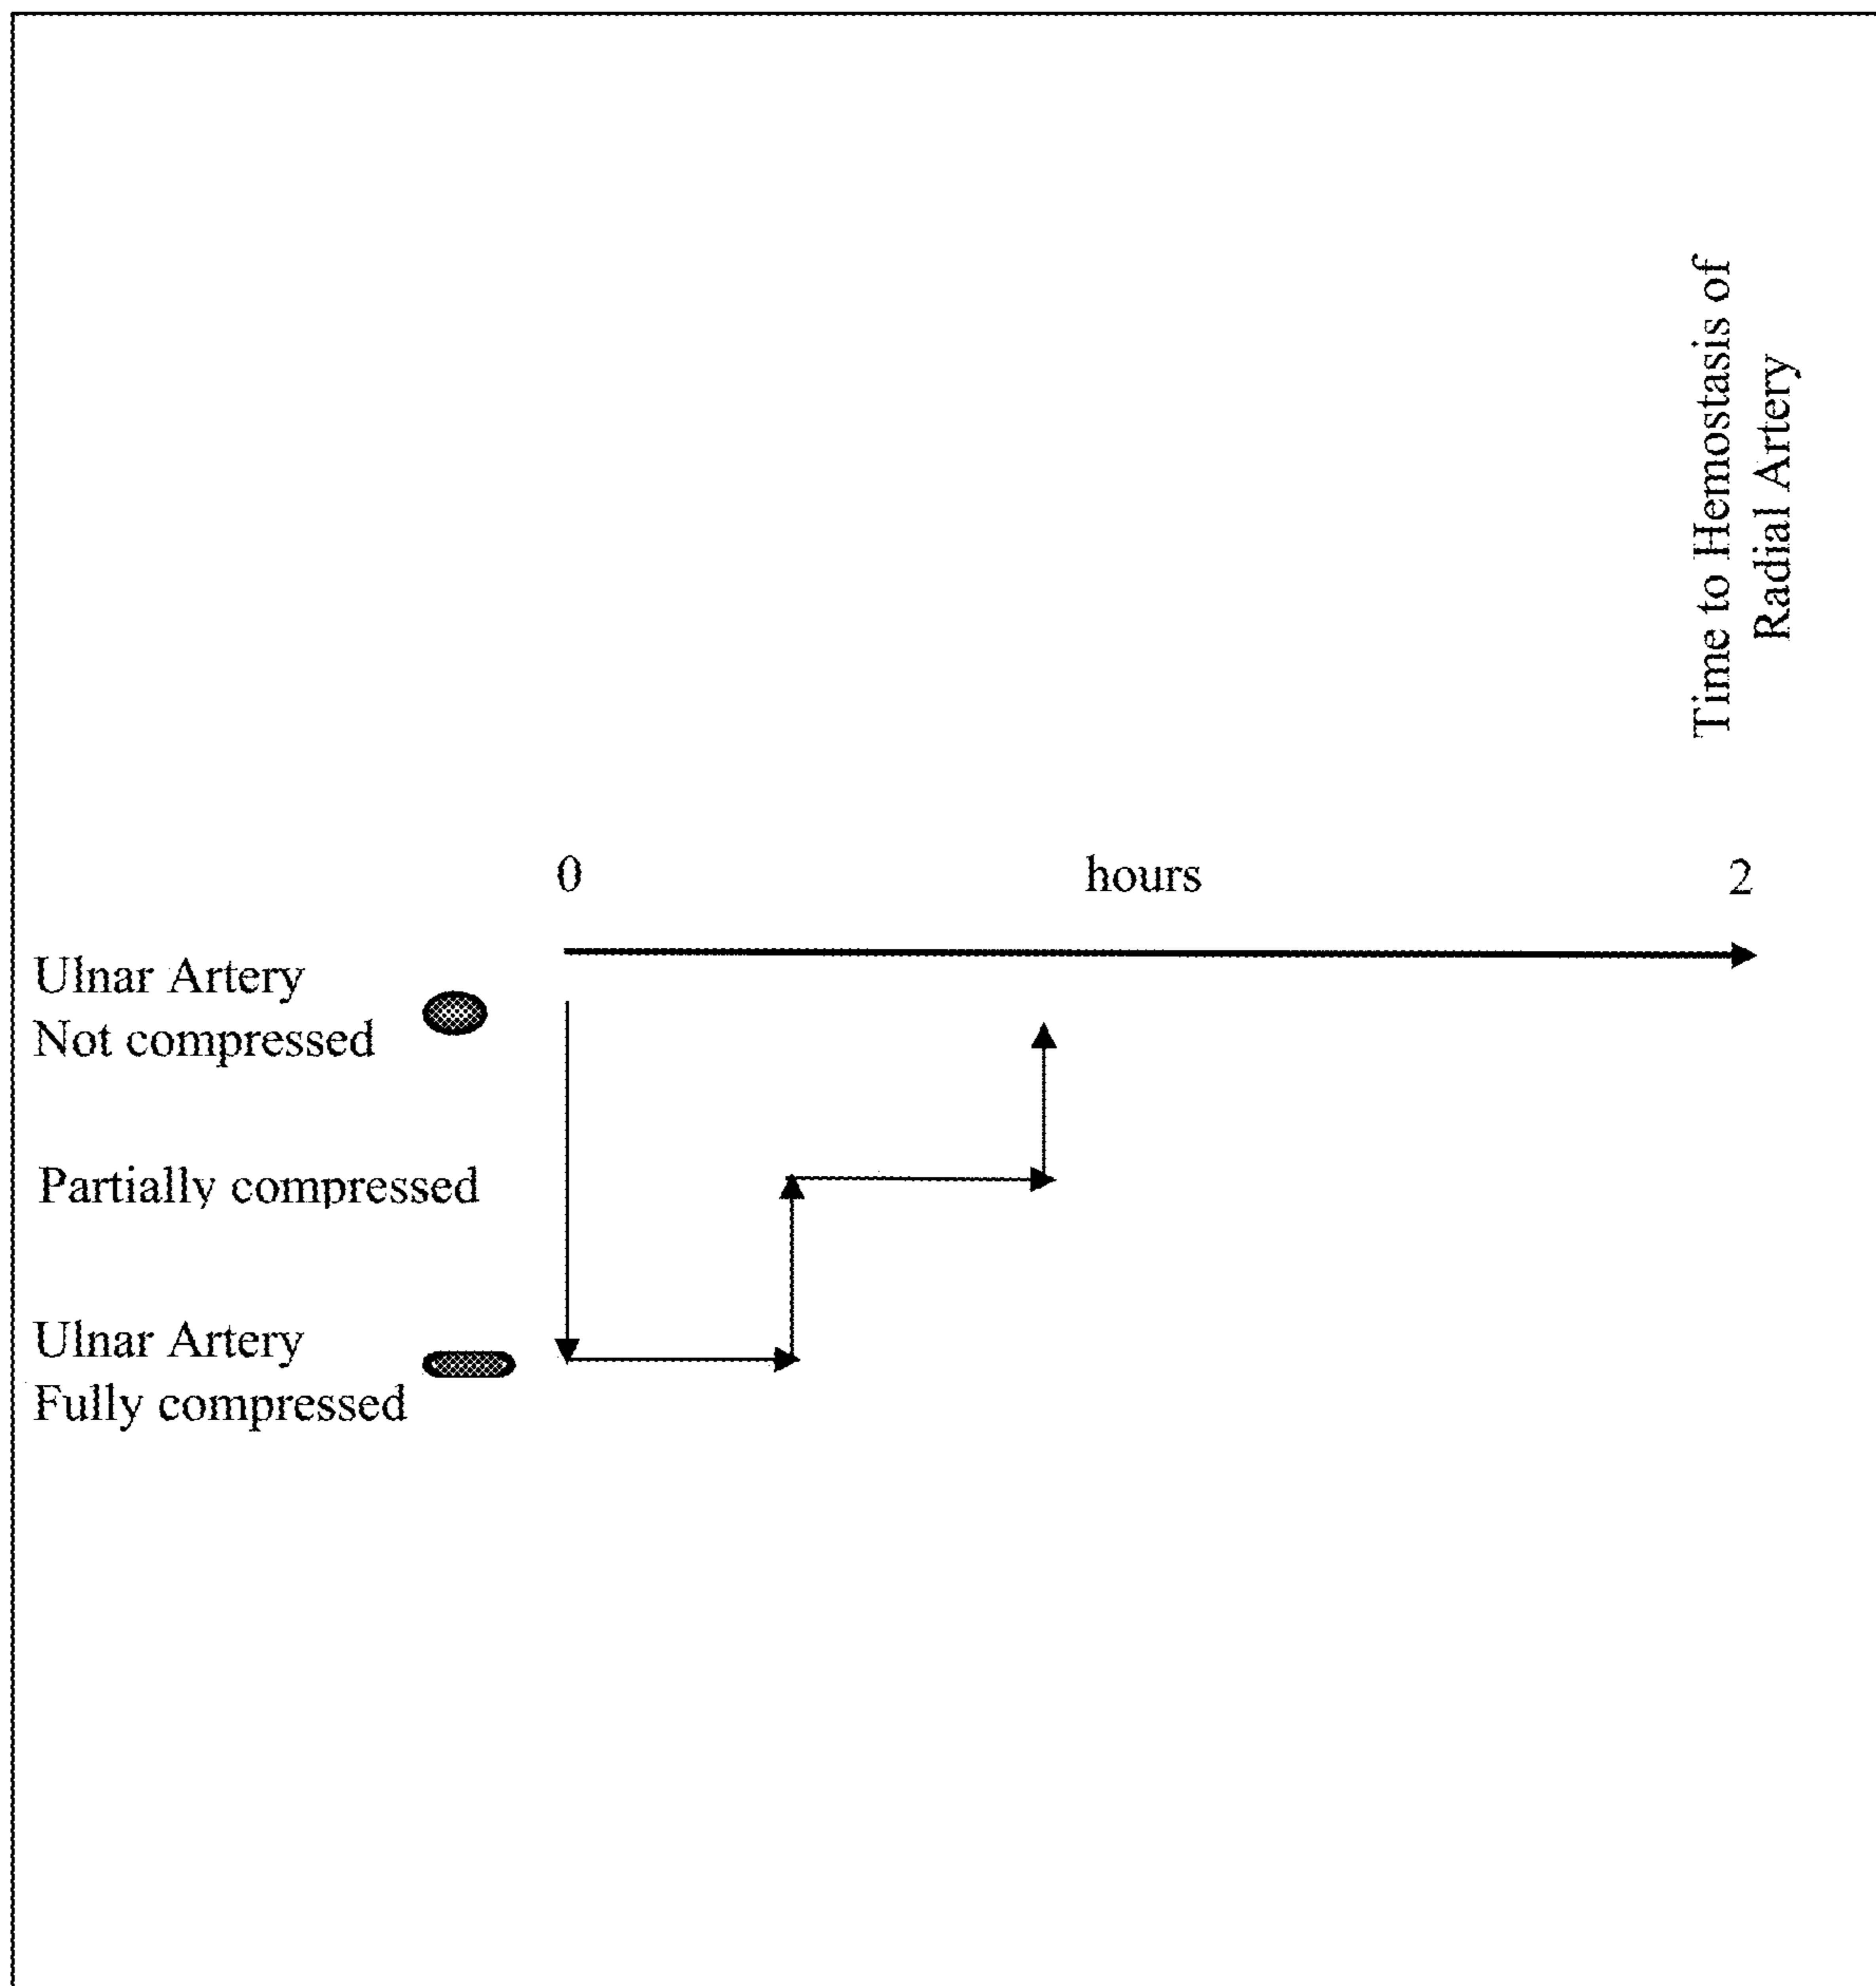 Time to Hemostasis of
Radial Artery
0 hours 2
Ulnar Artery
Not compressed
Partially compressed
Ulnar Artery
Fully compressed